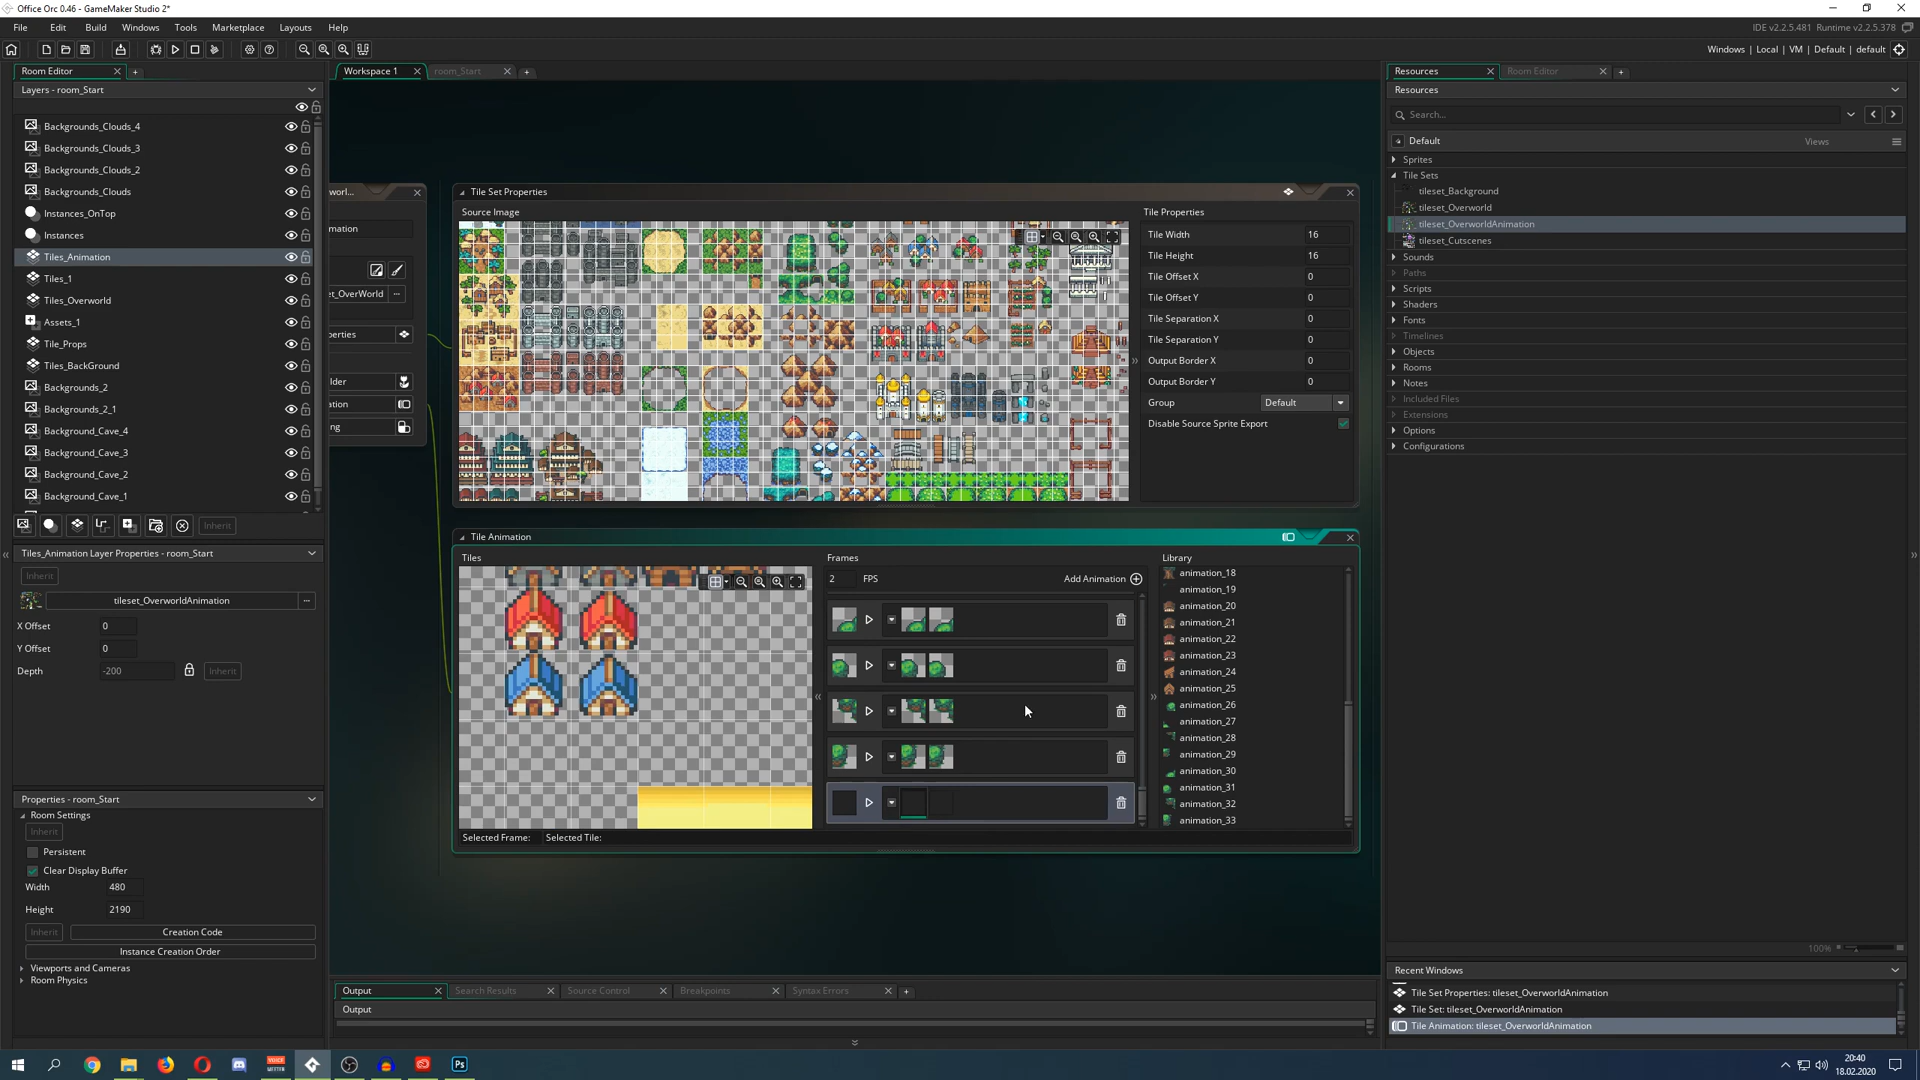 Office Orc 0.46 - GameMaker Studio 2*
File Edit Build Windows Tools Marketplace Layouts Help
IDE v2.2.5.481 Runtime v2.2.5.378
Windows | Local | VM | Default | default
Room Editor
Workspace 1
room_Start
Resources
Room Editor
Layers - room_Start
Resources
Search...
Default
Views
Backgrounds_Clouds_4
Backgrounds_Clouds_3
Backgrounds_Clouds_2
Backgrounds_Clouds
Instances_OnTop
Instances
Tiles_Animation
Tiles_1
Tiles_Overworld
Assets_1
Tile_Props
Tiles_BackGround
Backgrounds_2
Backgrounds_2_1
Background_Cave_4
Background_Cave_3
Background_Cave_2
Background_Cave_1
Inherit
Tiles_Animation Layer Properties - room_Start
Inherit
tileset_OverworldAnimation
...
X Offset 0
Y Offset 0
Depth -200 Inherit
Properties - room_Start
Room Settings
Inherit
Persistent
Clear Display Buffer
Width 480
Height 2190
Inherit Creation Code
Instance Creation Order
Viewports and Cameras
Room Physics
worl...
mation
et_OverWorld ...
perties
ilder
ation
ng
Tile Set Properties
Source Image
Tile Properties
Tile Width 16
Tile Height 16
Tile Offset X 0
Tile Offset Y 0
Tile Separation X 0
Tile Separation Y 0
Output Border X 0
Output Border Y 0
Group Default
Disable Source Sprite Export
Tile Animation
Tiles
Frames
Library
2 FPS
Add Animation
animation_18
animation_19
animation_20
animation_21
animation_22
animation_23
animation_24
animation_25
animation_26
animation_27
animation_28
animation_29
animation_30
animation_31
animation_32
animation_33
Selected Frame: Selected Tile:
Output
Search Results
Source Control
Breakpoints
Syntax Errors
Output
Sprites
Tile Sets
tileset_Background
tileset_Overworld
tileset_OverworldAnimation
tileset_Cutscenes
Sounds
Paths
Scripts
Shaders
Fonts
Timelines
Objects
Rooms
Notes
Included Files
Extensions
Options
Configurations
100%
Recent Windows
Tile Set Properties: tileset_OverworldAnimation
Tile Set: tileset_OverworldAnimation
Tile Animation: tileset_OverworldAnimation
Ps
20:40
18.02.2020